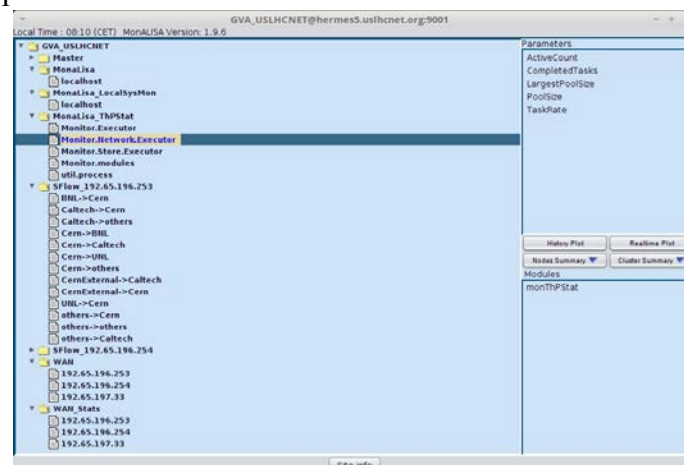 GVA_USLHCNET@hermes5.uslhcnet.org:9001
Local Time : 08:10 (CET) MonALISA Version: 1.9.6
GVA_USLHCNET
Master
MonaLisa
localhost
MonaLisa_LocalSysMon
localhost
MonaLisa_ThPStat
Monitor.Executor
Monitor.Network.Executor
Monitor.Store.Executor
Monitor.modules
util.process
SFlow_192.65.196.253
BNL->Cern
Caltech->Cern
Caltech->others
Cern->BNL
Cern->Caltech
Cern->UNL
Cern->others
CernExternal->Caltech
CernExternal->Cern
UNL->Cern
others->Cern
others->others
others->Caltech
SFlow_192.65.196.254
WAN
192.65.196.253
192.65.196.254
192.65.197.33
WAN_Stats
192.65.196.253
192.65.196.254
192.65.197.33
Parameters
ActiveCount
CompletedTasks
LargestPoolSize
PoolSize
TaskRate
History Plot Realtime Plot
Nodes Summary Cluster Summary
Modules
monThPStat
Site info